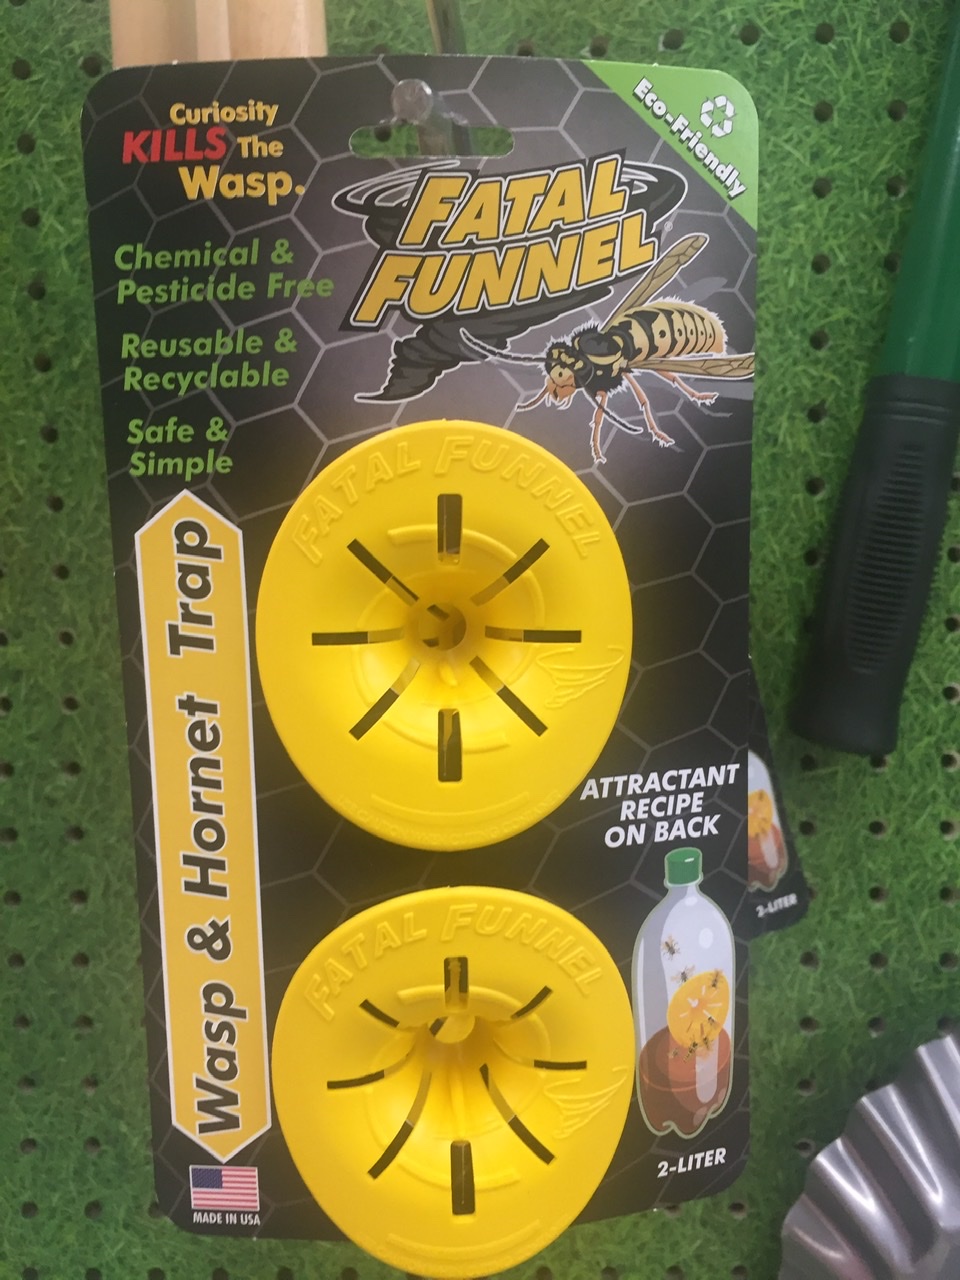 Curiosity
KILLS The
Wasp.
Eco-Friendly
FATAL
FUNNEL®
Chemical &
Pesticide Free
Reusable &
Recyclable
Safe &
Simple
Wasp & Hornet Trap
FATAL FUNNEL
ATTRACTANT
RECIPE
ON BACK
FATAL FUNNEL
2-LITER
2-LITER
MADE IN USA